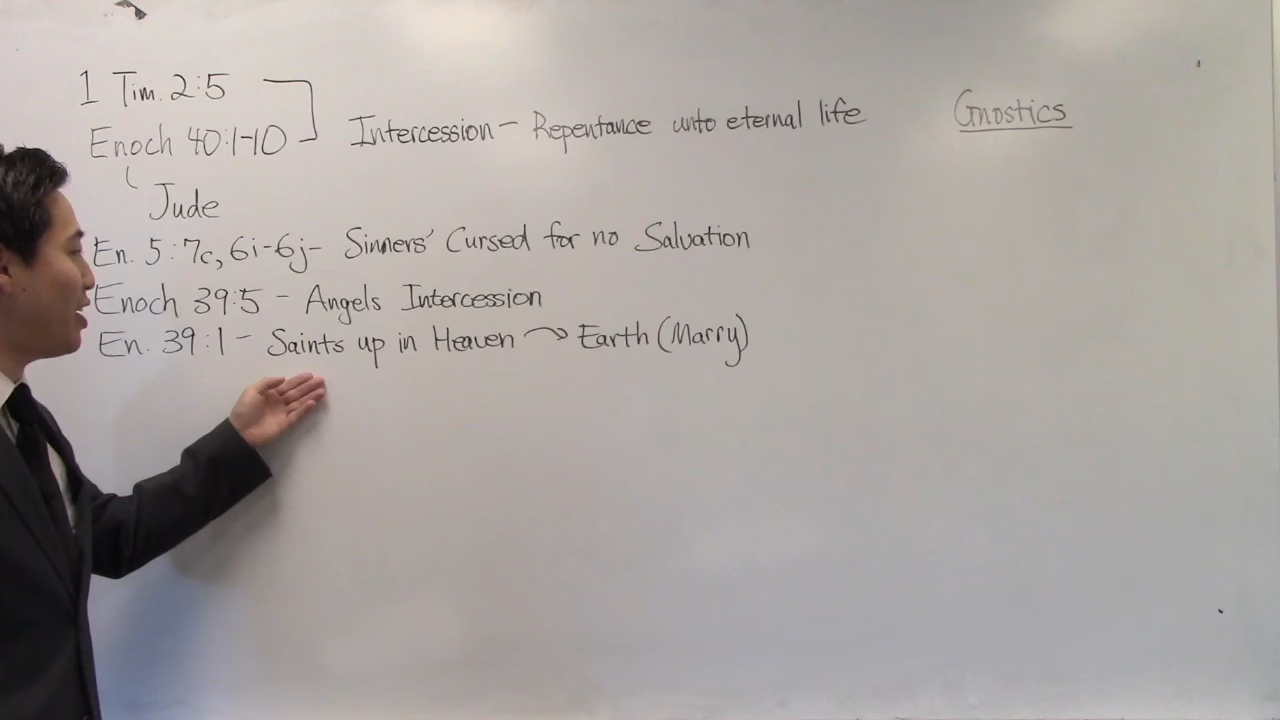 1 Tim. 2:5
Enoch 40:1-10
Intercession - Repentance unto eternal life
Gnostics
Jude
En. 5:7c, 6i-6j- Sinners' Cursed for no Salvation
Enoch 39:5 - Angels Intercession
En. 39:1 - Saints up in Heaven → Earth (Marry)